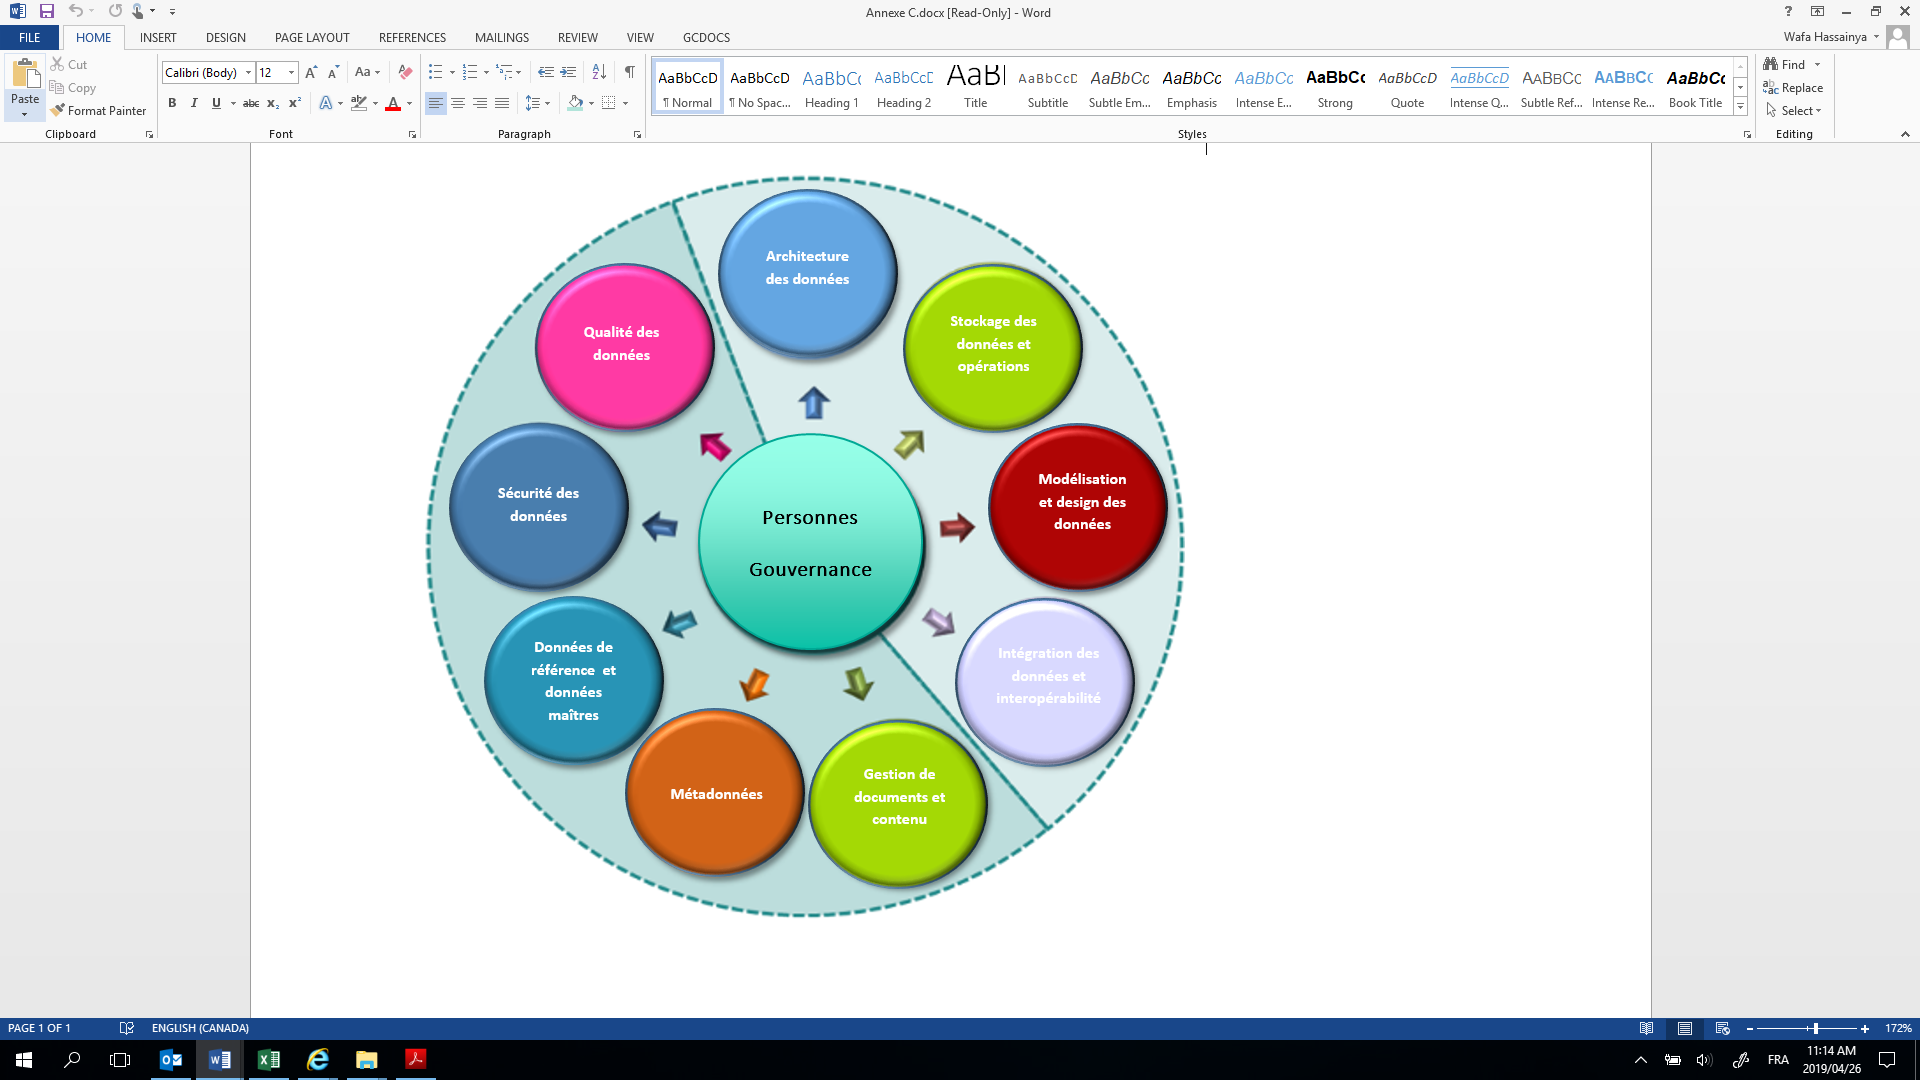 Annexe C.docx [Read-Only] - Word
FILE HOME INSERT DESIGN PAGE LAYOUT REFERENCES MAILINGS REVIEW VIEW GCDOCS
Wafa Hassainya
Paste
Cut
Copy
Format Painter
Clipboard
Calibri (Body) 12
Font
Paragraph
AaBbCcD AaBbCcD AaBbCc AaBbCcD AaBl AaBbCcD AaBbCc AaBbCc AaBbCc AaBbCc AaBbCcD AaBbCcD AaBbCc AaBbCc AaBbCc
¶ Normal ¶ No Spac... Heading 1 Heading 2 Title Subtitle Subtle Em... Emphasis Intense E... Strong Quote Intense Q... Subtle Ref... Intense Re... Book Title
Styles
Find
Replace
Select
Editing
Architecture
des données
Stockage des
données et
opérations
Qualité des
données
Modélisation
et design des
données
Sécurité des
données
Personnes
Gouvernance
Données de
référence et
données
maîtres
Intégration des
données et
interopérabilité
Métadonnées
Gestion de
documents et
contenu
PAGE 1 OF 1 ENGLISH (CANADA)
172%
FRA
11:14 AM
2019/04/26